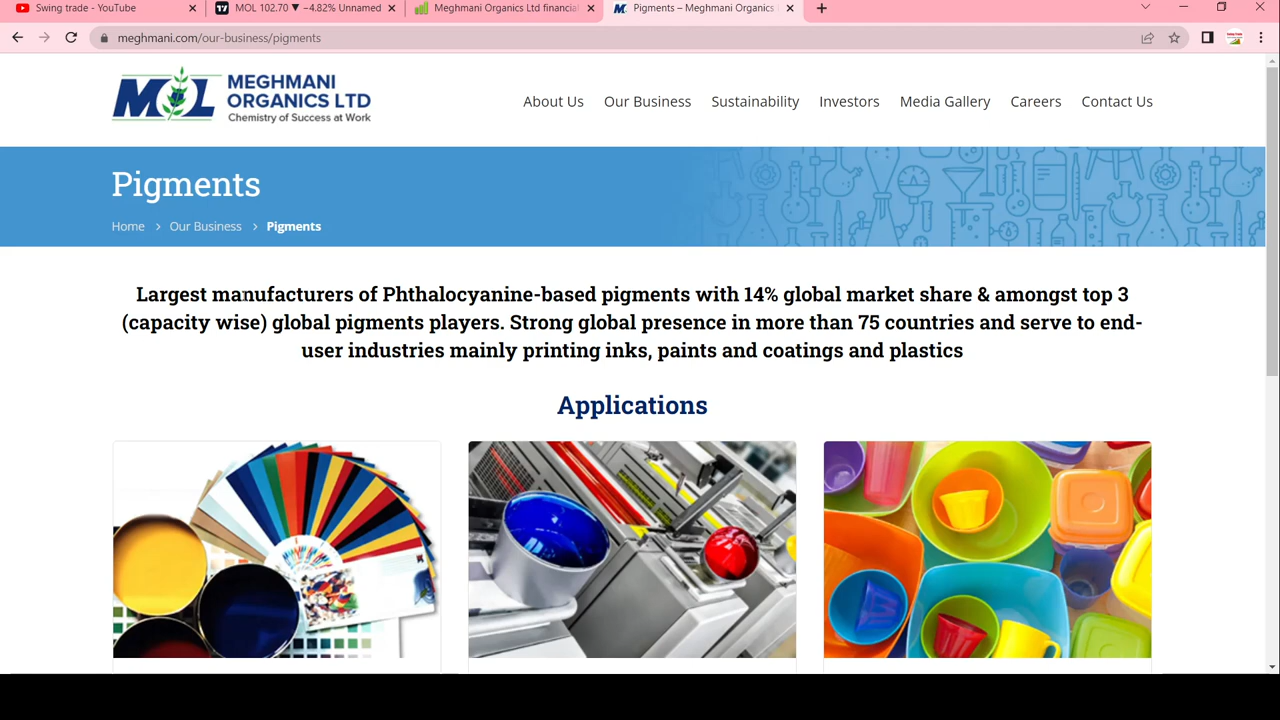 Swing trade - YouTube
MOL 102.70 ▼ −4.82% Unnamed
Meghmani Organics Ltd financial
Pigments – Meghmani Organics
meghmani.com/our-business/pigments
MOL
MEGHMANI
ORGANICS LTD
Chemistry of Success at Work
About Us
Our Business
Sustainability
Investors
Media Gallery
Careers
Contact Us
Pigments
Home > Our Business > Pigments
Largest manufacturers of Phthalocyanine-based pigments with 14% global market share & amongst top 3
(capacity wise) global pigments players. Strong global presence in more than 75 countries and serve to end-
user industries mainly printing inks, paints and coatings and plastics
Applications